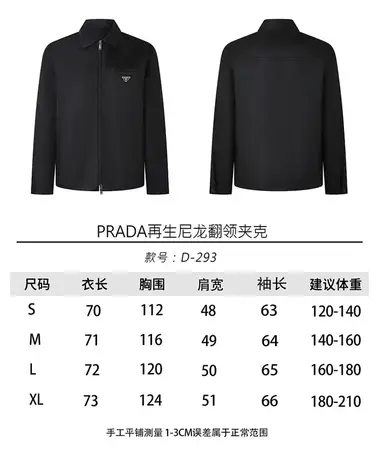 PRADA再生尼龙翻领夹克
款号：D-293
尺码 衣长 胸围 肩宽 袖长 建议体重
S 70 112 48 63 120-140
M 71 116 49 64 140-160
L 72 120 50 65 160-180
XL 73 124 51 66 180-210
手工平铺测量 1-3CM误差属于正常范围